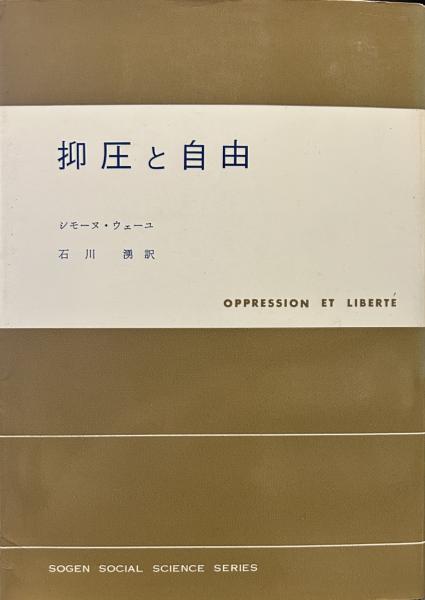 抑圧と自由
シモーヌ・ウェーユ
石川 湧訳
OPPRESSION ET LIBERTÉ
SOGEN SOCIAL SCIENCE SERIES